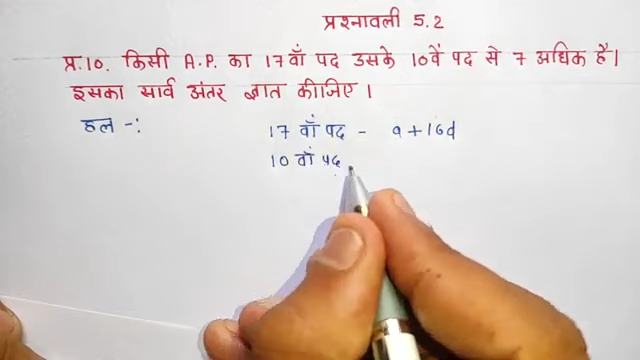 प्रश्नावली 5.2
प्र.10. किसी A.P. का 17वाँ पद उसके 10वें पद से 7 अधिक है।
इसका सार्व अंतर ज्ञात कीजिए।
हल -:
17 वाँ पद - a+16d
10 वाँ पद